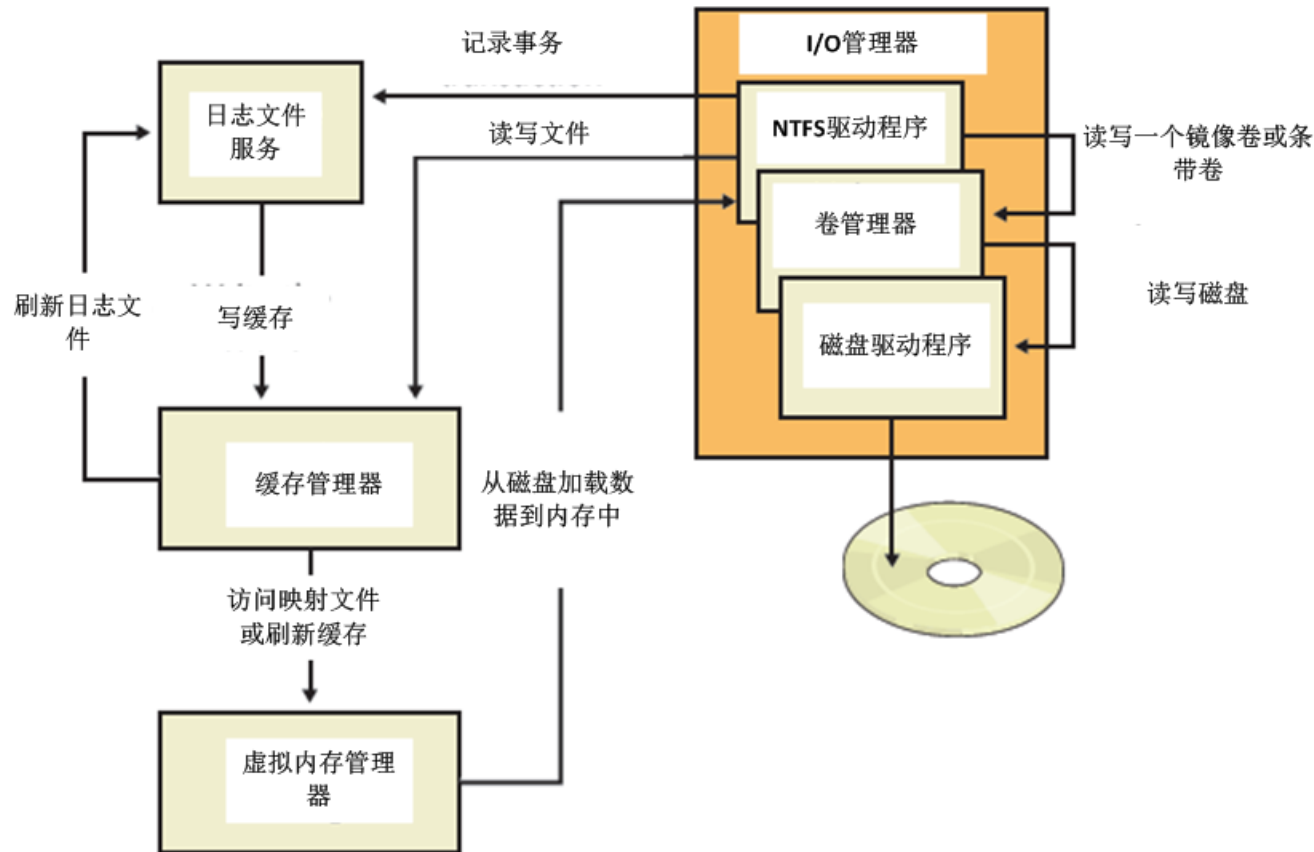 记录事务
I/O管理器
日志文件
服务
读写文件
NTFS驱动程序
读写一个镜像卷或条
带卷
卷管理器
刷新日志文
件
写缓存
读写磁盘
磁盘驱动程序
缓存管理器
从磁盘加载数
据到内存中
访问映射文件
或刷新缓存
虚拟内存管理
器